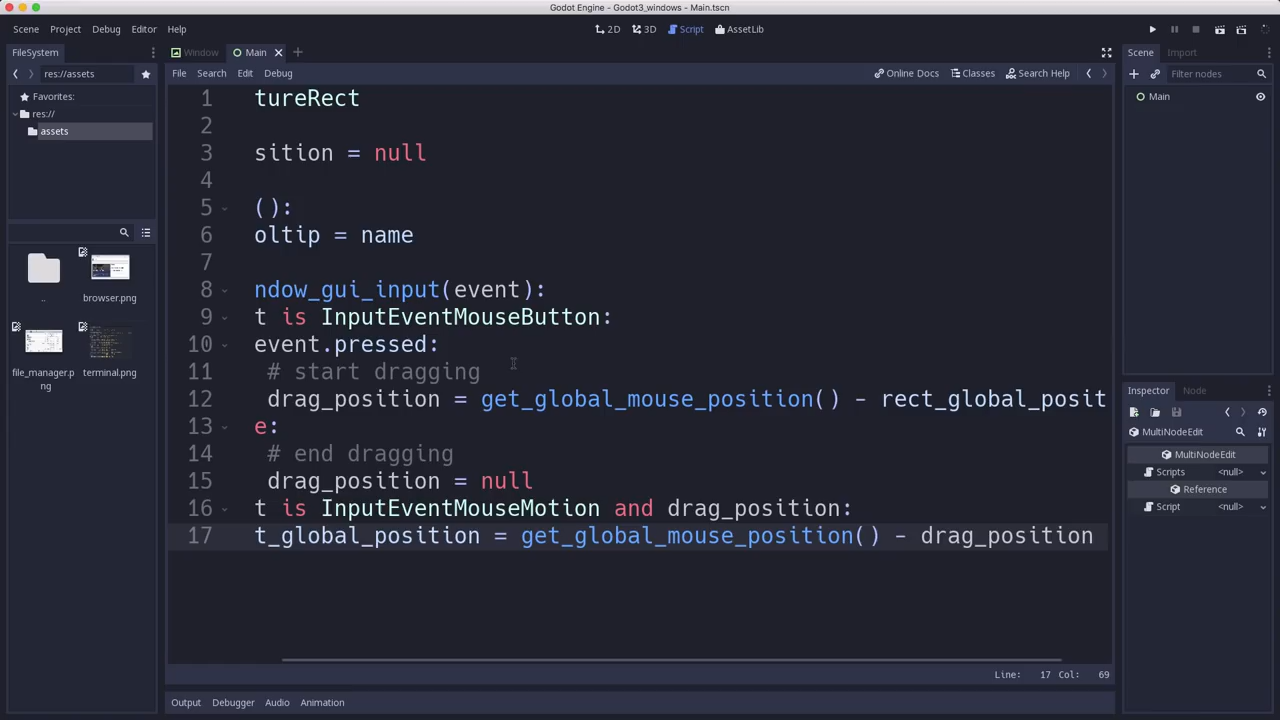 Godot Engine - Godot3_windows - Main.tscn
Scene Project Debug Editor Help
2D 3D Script AssetLib
FileSystem
Window Main
Scene Import
res://assets
File Search Edit Debug
Online Docs Classes Search Help
Filter nodes
Favorites:
res://
assets
Main
1 tureRect
2
3 sition = null
4
5 ():
6 oltip = name
7
8 ndow_gui_input(event):
9 t is InputEventMouseButton:
10 event.pressed:
11 # start dragging
12 drag_position = get_global_mouse_position() - rect_global_posit
13 e:
14 # end dragging
15 drag_position = null
16 t is InputEventMouseMotion and drag_position:
17 t_global_position = get_global_mouse_position() - drag_position
..
browser.png
file_manager.p
ng
terminal.png
Inspector Node
MultiNodeEdit
MultiNodeEdit
Scripts <null>
Reference
Script <null>
Line: 17 Col: 69
Output Debugger Audio Animation